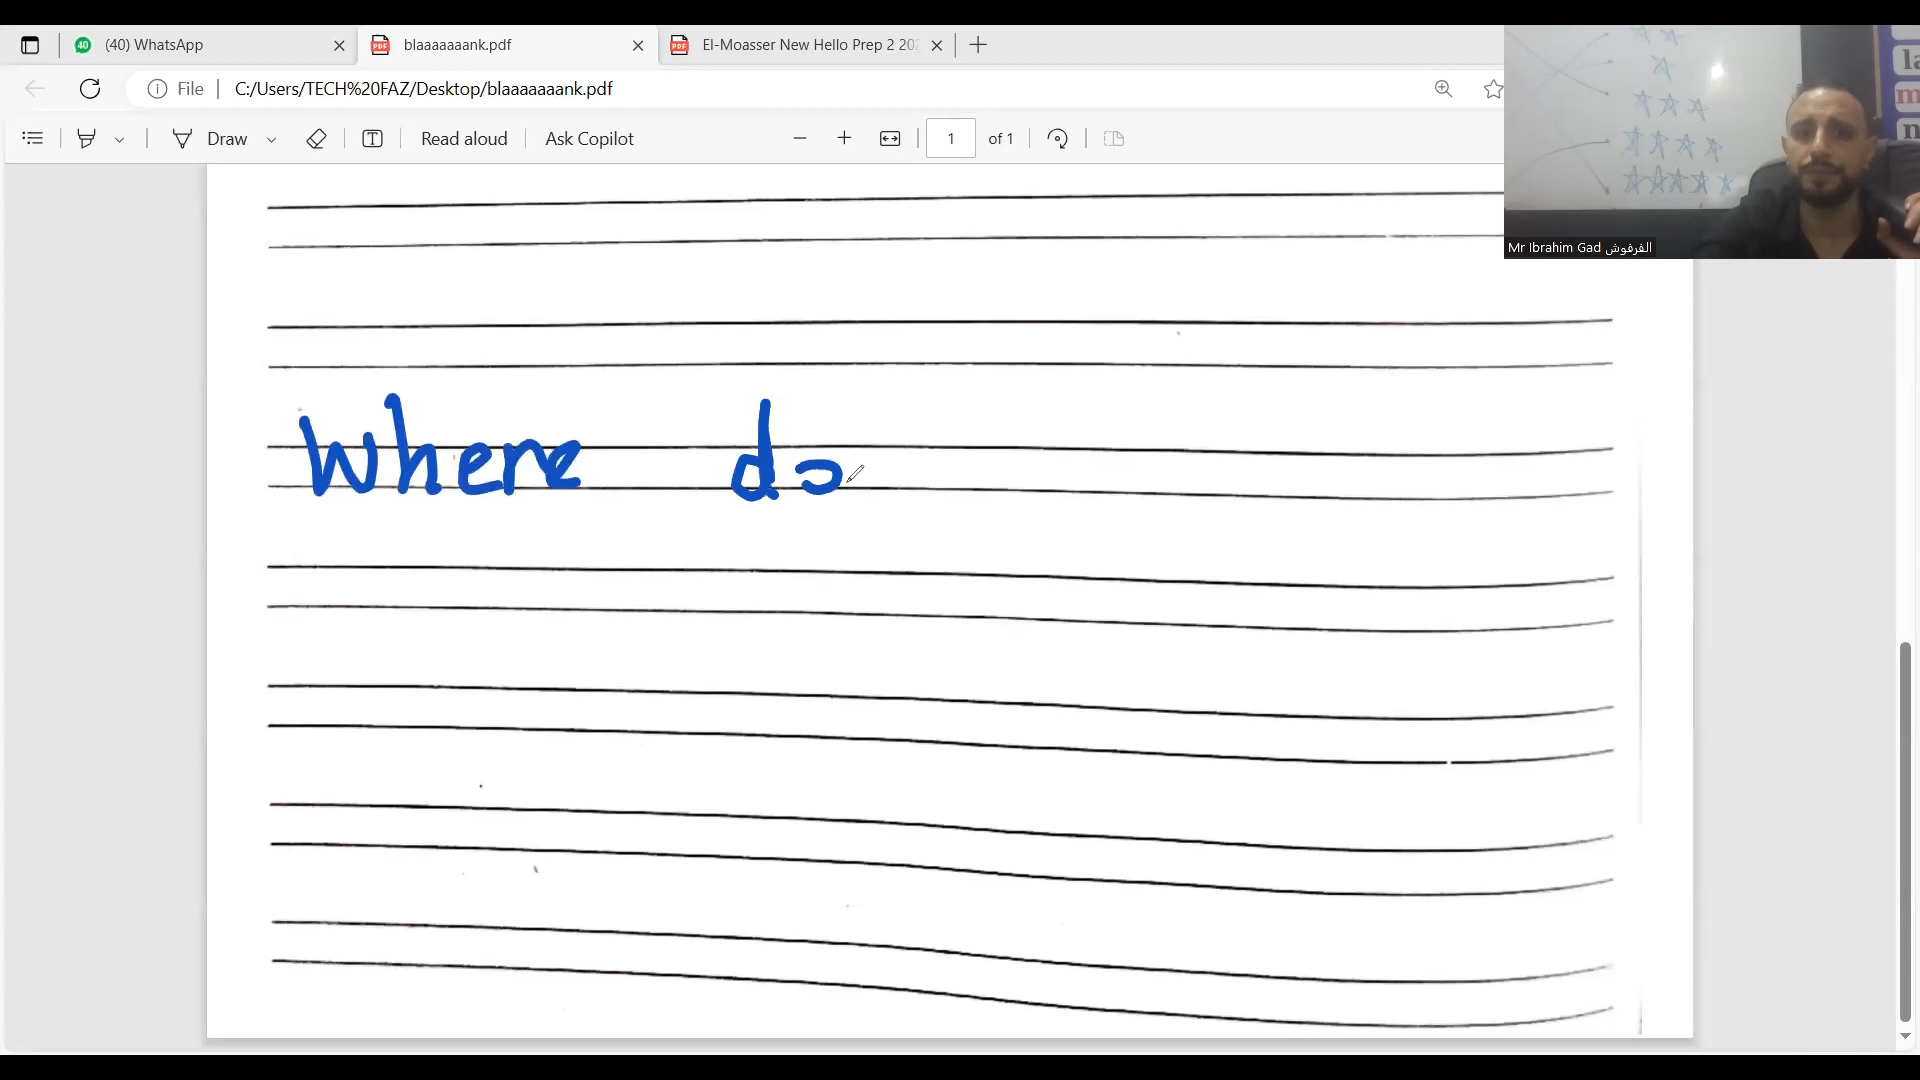 (40) WhatsApp
blaaaaaaank.pdf
El-Moasser New Hello Prep 2 202
File
C:/Users/TECH%20FAZ/Desktop/blaaaaaaank.pdf
Draw
Read aloud
Ask Copilot
1
of 1
Mr Ibrahim Gad الفرفوش
Where do